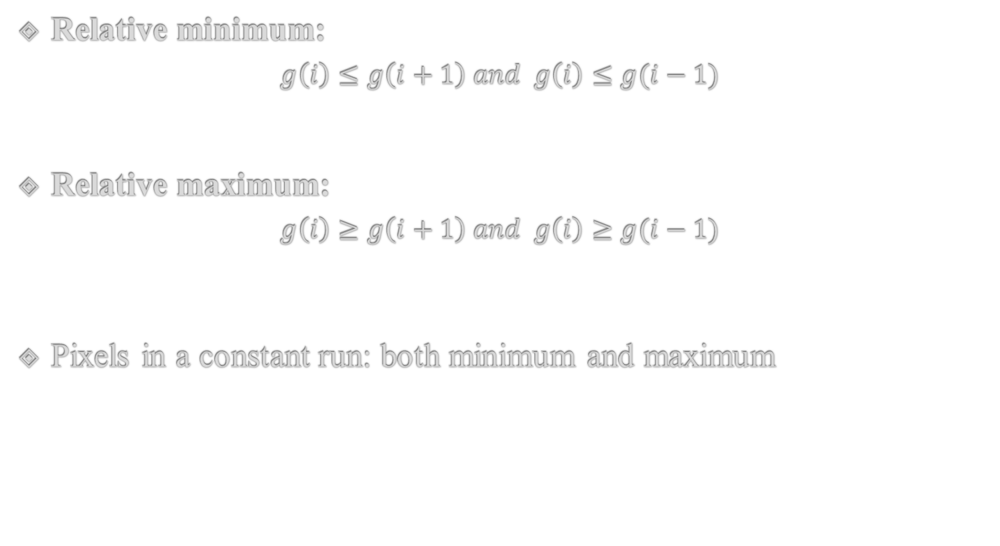 ❖ Relative minimum:
g(i) ≤ g(i + 1) and g(i) ≤ g(i − 1)
❖ Relative maximum:
g(i) ≥ g(i + 1) and g(i) ≥ g(i − 1)
❖ Pixels in a constant run: both minimum and maximum